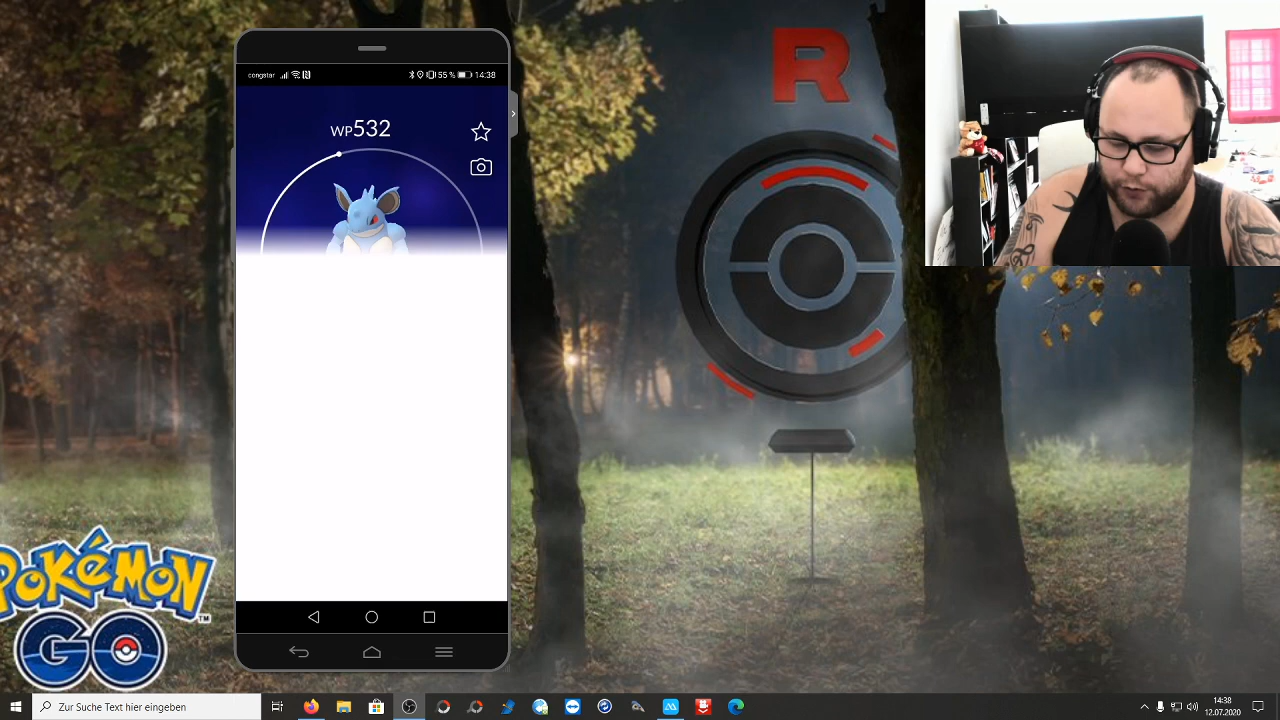 congstar
55 %
14:38
WP532
R
POKÉMON
TM
GO
Zur Suche Text hier eingeben
14:38
12.07.2020